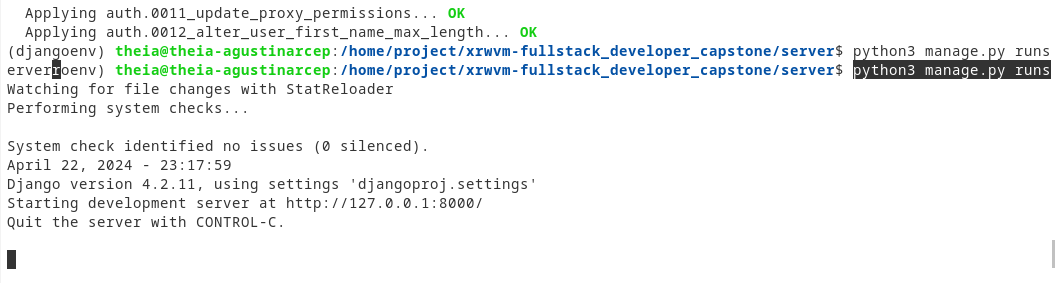 Applying auth.0011_update_proxy_permissions... OK
Applying auth.0012_alter_user_first_name_max_length... OK
(djangoenv) theia@theia-agustinarcep:/home/project/xrwvm-fullstack_developer_capstone/server$ python3 manage.py runs
erverroenv) theia@theia-agustinarcep:/home/project/xrwvm-fullstack_developer_capstone/server$ python3 manage.py runs
Watching for file changes with StatReloader
Performing system checks...
System check identified no issues (0 silenced).
April 22, 2024 - 23:17:59
Django version 4.2.11, using settings 'djangoproj.settings'
Starting development server at http://127.0.0.1:8000/
Quit the server with CONTROL-C.